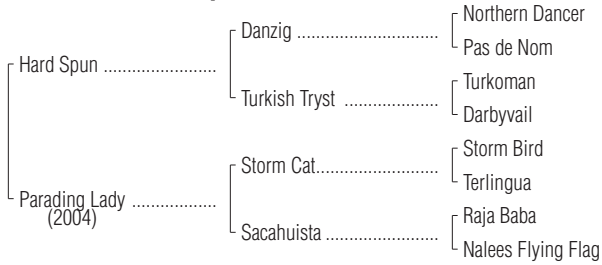 Northern Dancer
Danzig ........................
Pas de Nom
Hard Spun ...................
Turkoman
Turkish Tryst ................
Darbyvail
Storm Bird
Storm Cat.....................
Terlingua
Parading Lady ..............
(2004)
Raja Baba
Sacahuista ...................
Nalees Flying Flag